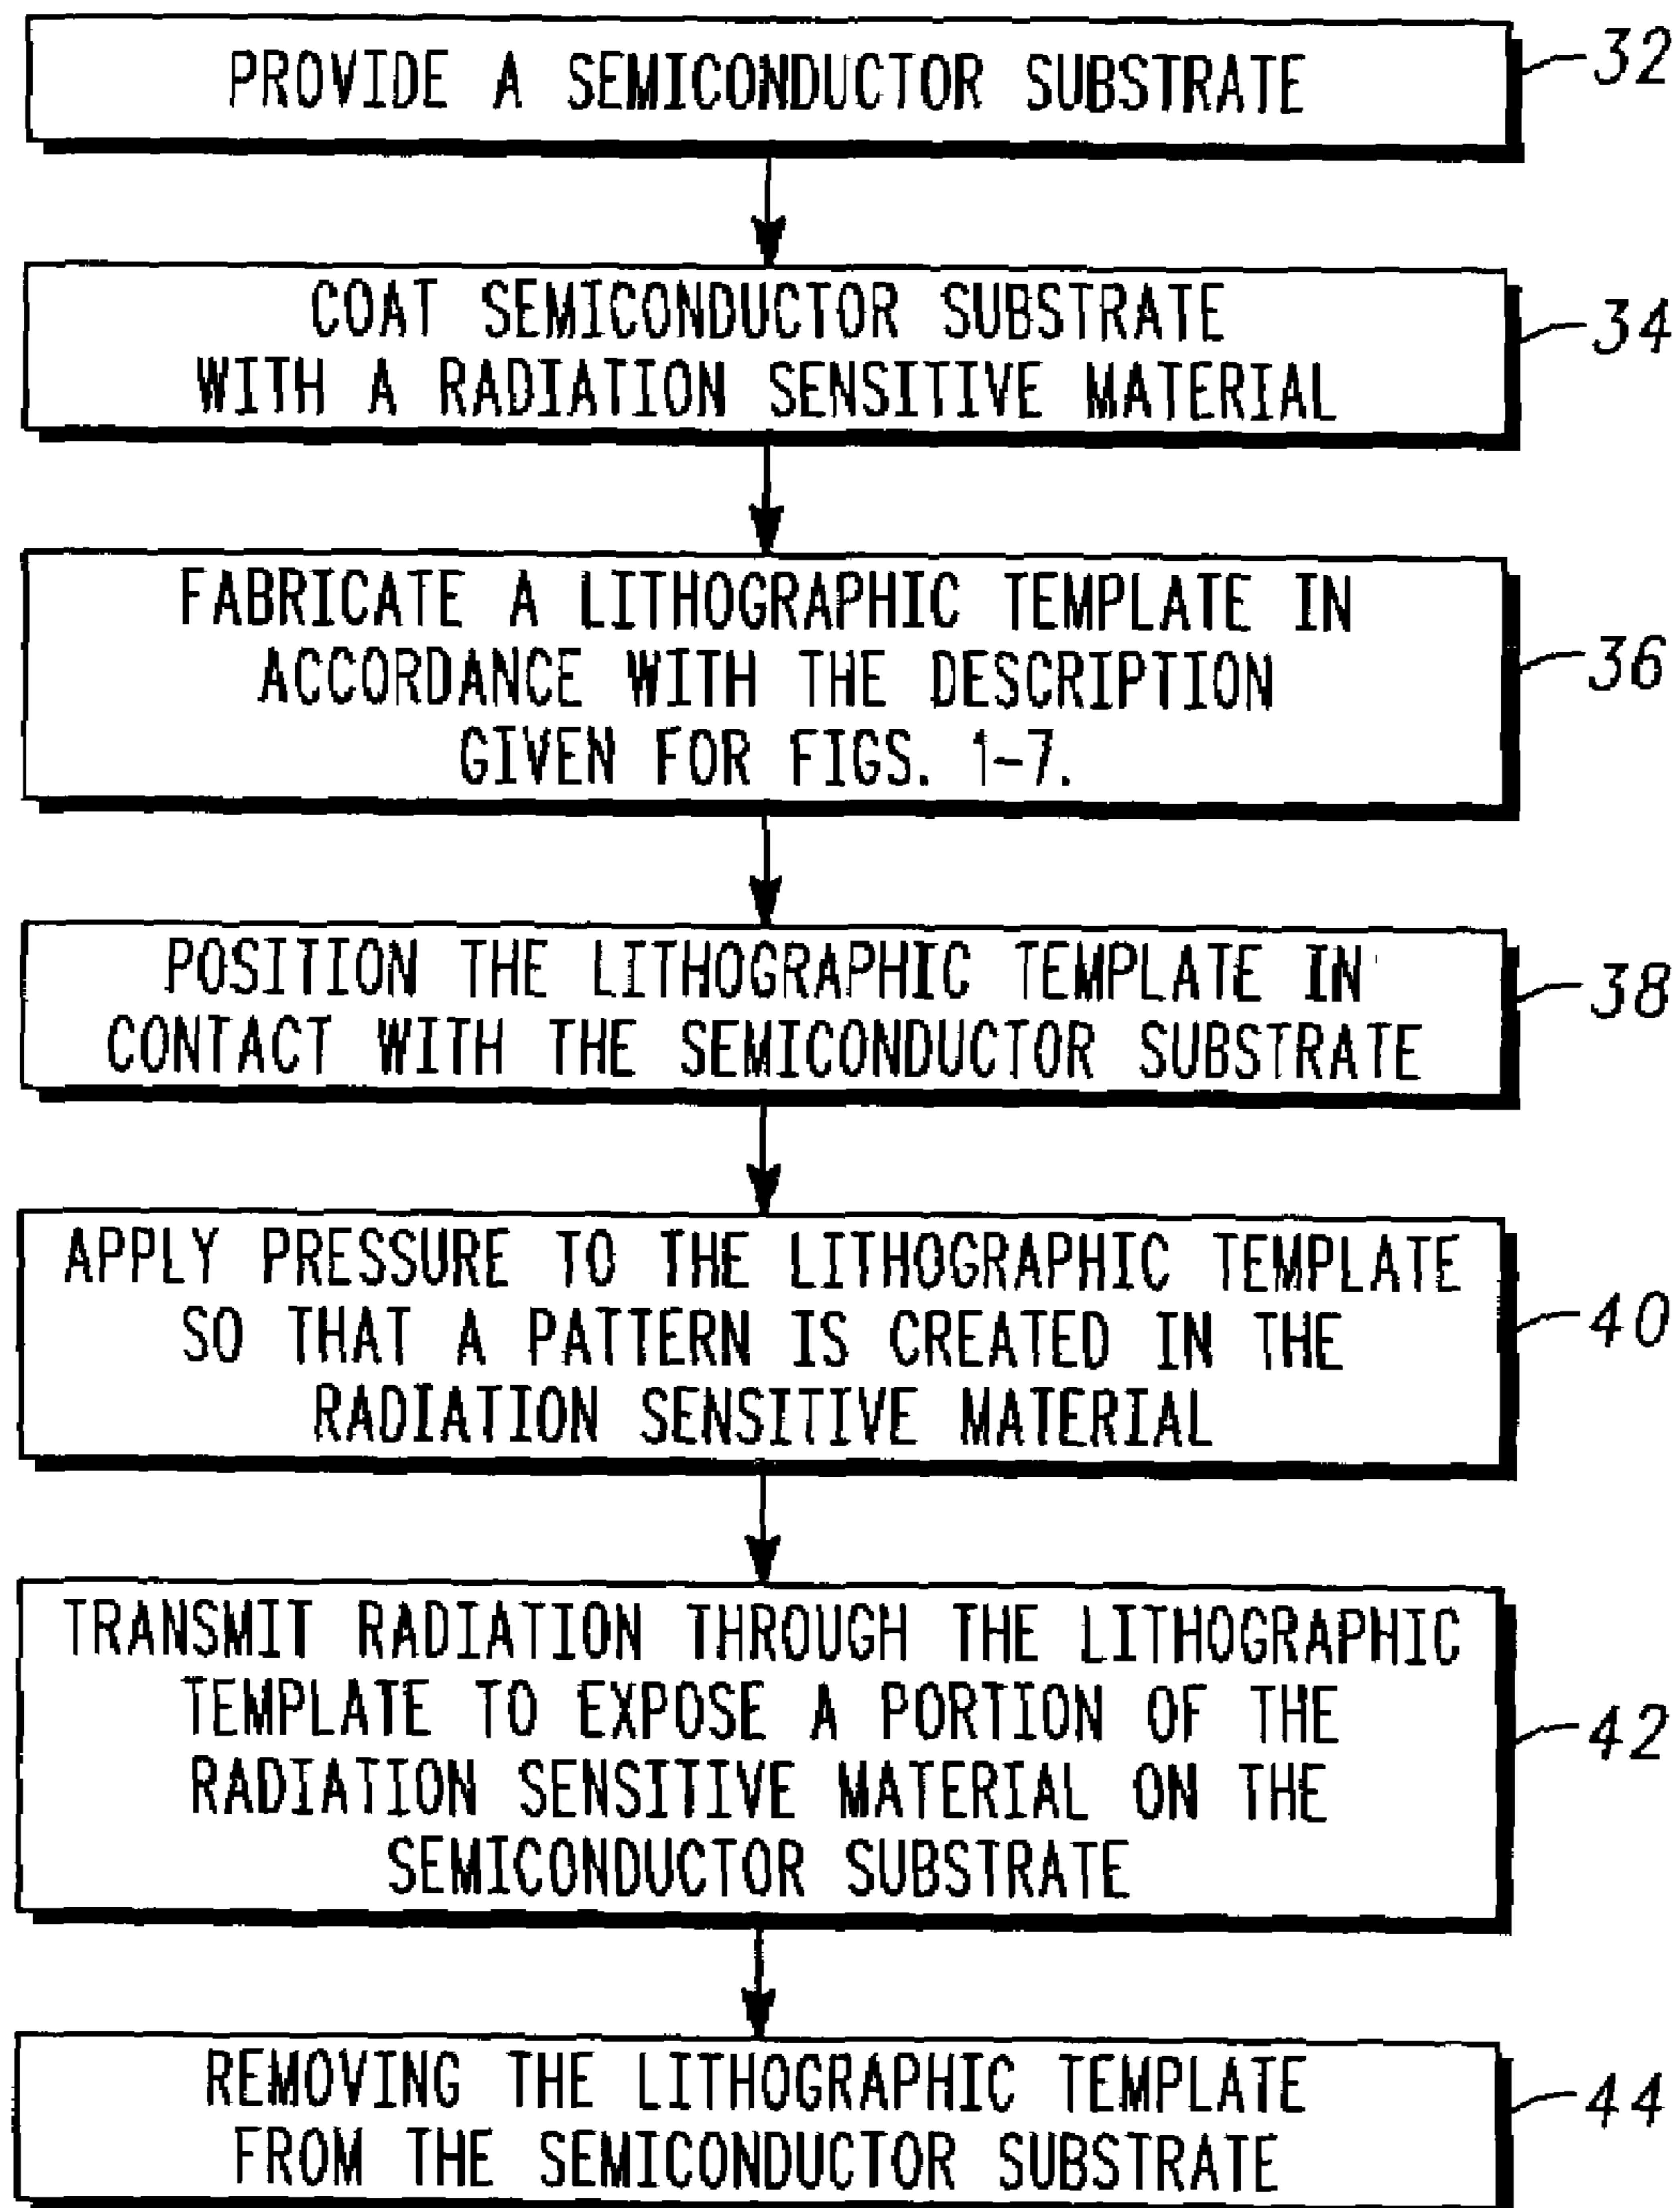 PROVIDE A SEMICONDUCTOR SUBSTRATE
32
COAT SEMICONDUCTOR SUBSTRATE
WITH A RADIATION SENSITIVE MATERIAL
34
FABRICATE A LITHOGRAPHIC TEMPLATE IN
ACCORDANCE WITH THE DESCRIPTION
GIVEN FOR FIGS. 1-7.
36
POSITION THE LITHOGRAPHIC TEMPLATE IN
CONTACT WITH THE SEMICONDUCTOR SUBSTRATE
38
APPLY PRESSURE TO THE LITHOGRAPHIC TEMPLATE
SO THAT A PATTERN IS CREATED IN THE
RADIATION SENSITIVE MATERIAL
40
TRANSMIT RADIATION THROUGH THE LITHOGRAPHIC
TEMPLATE TO EXPOSE A PORTION OF THE
RADIATION SENSITIVE MATERIAL ON THE
SEMICONDUCTOR SUBSTRATE
42
REMOVING THE LITHOGRAPHIC TEMPLATE
FROM THE SEMICONDUCTOR SUBSTRATE
44